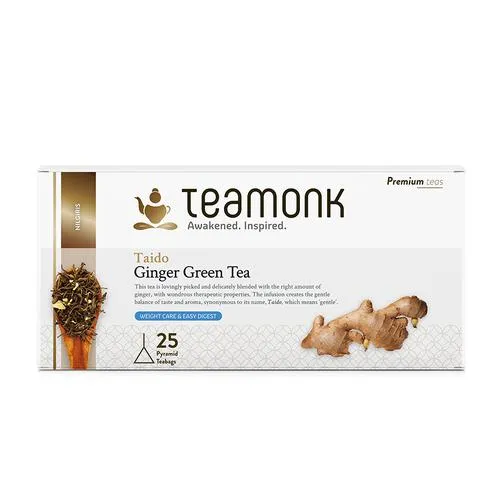 Premium teas
NILGIRIS
TEAMONK
Awakened. Inspired.
Taido
Ginger Green Tea
This tea is lovingly picked and delicately blended with the right amount of
ginger, with wondrous therapeutic properties. The infusion creates the gentle
balance of taste and aroma, synonymous to its name, Taido, which means 'gentle'.
WEIGHT CARE & EASY DIGEST
25
Pyramid
Teabags